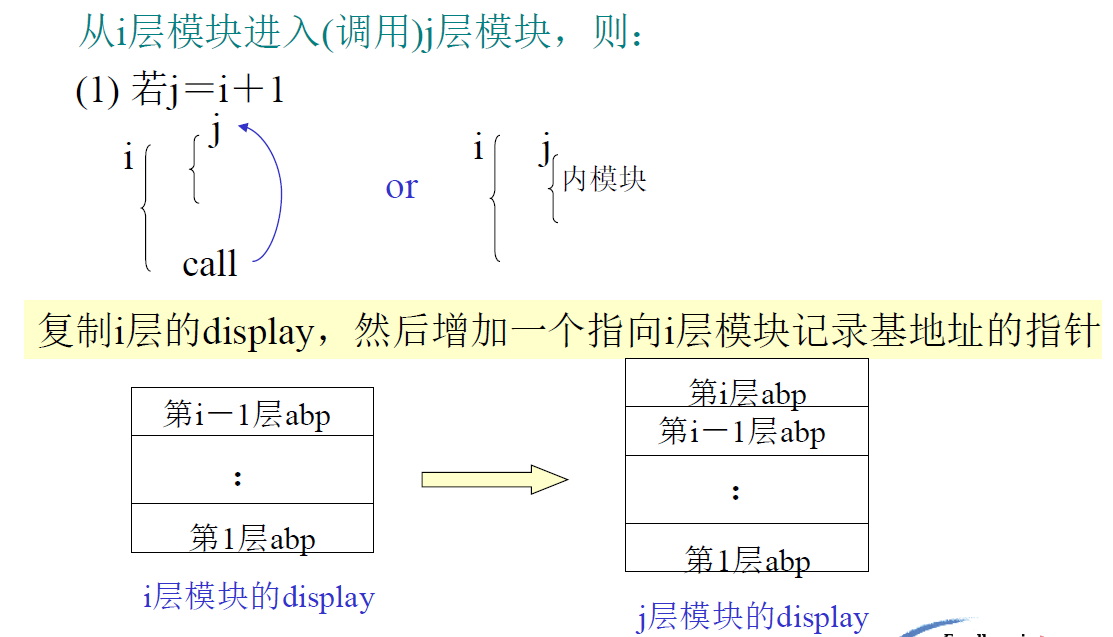 从i层模块进入(调用)j层模块，则：
(1) 若j＝i＋1
i
j
call
or
i
j
内模块
复制i层的display，然后增加一个指向i层模块记录基地址的指针
第i－1层abp
：
第1层abp
i层模块的display
第i层abp
第i－1层abp
：
第1层abp
j层模块的display